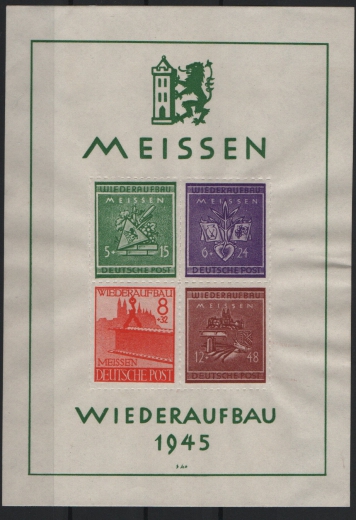 MEISSEN
WIEDERAUFBAU
MEISSEN
5+15
DEUTSCHE POST
WIEDERAUFBAU
MEISSEN
6+24
DEUTSCHE POST
WIEDERAUFBAU
8
+32
MEISSEN
DEUTSCHE POST
WIEDERAUFBAU
MEISSEN
12+48
DEUTSCHE POST
WIEDERAUFBAU
1945